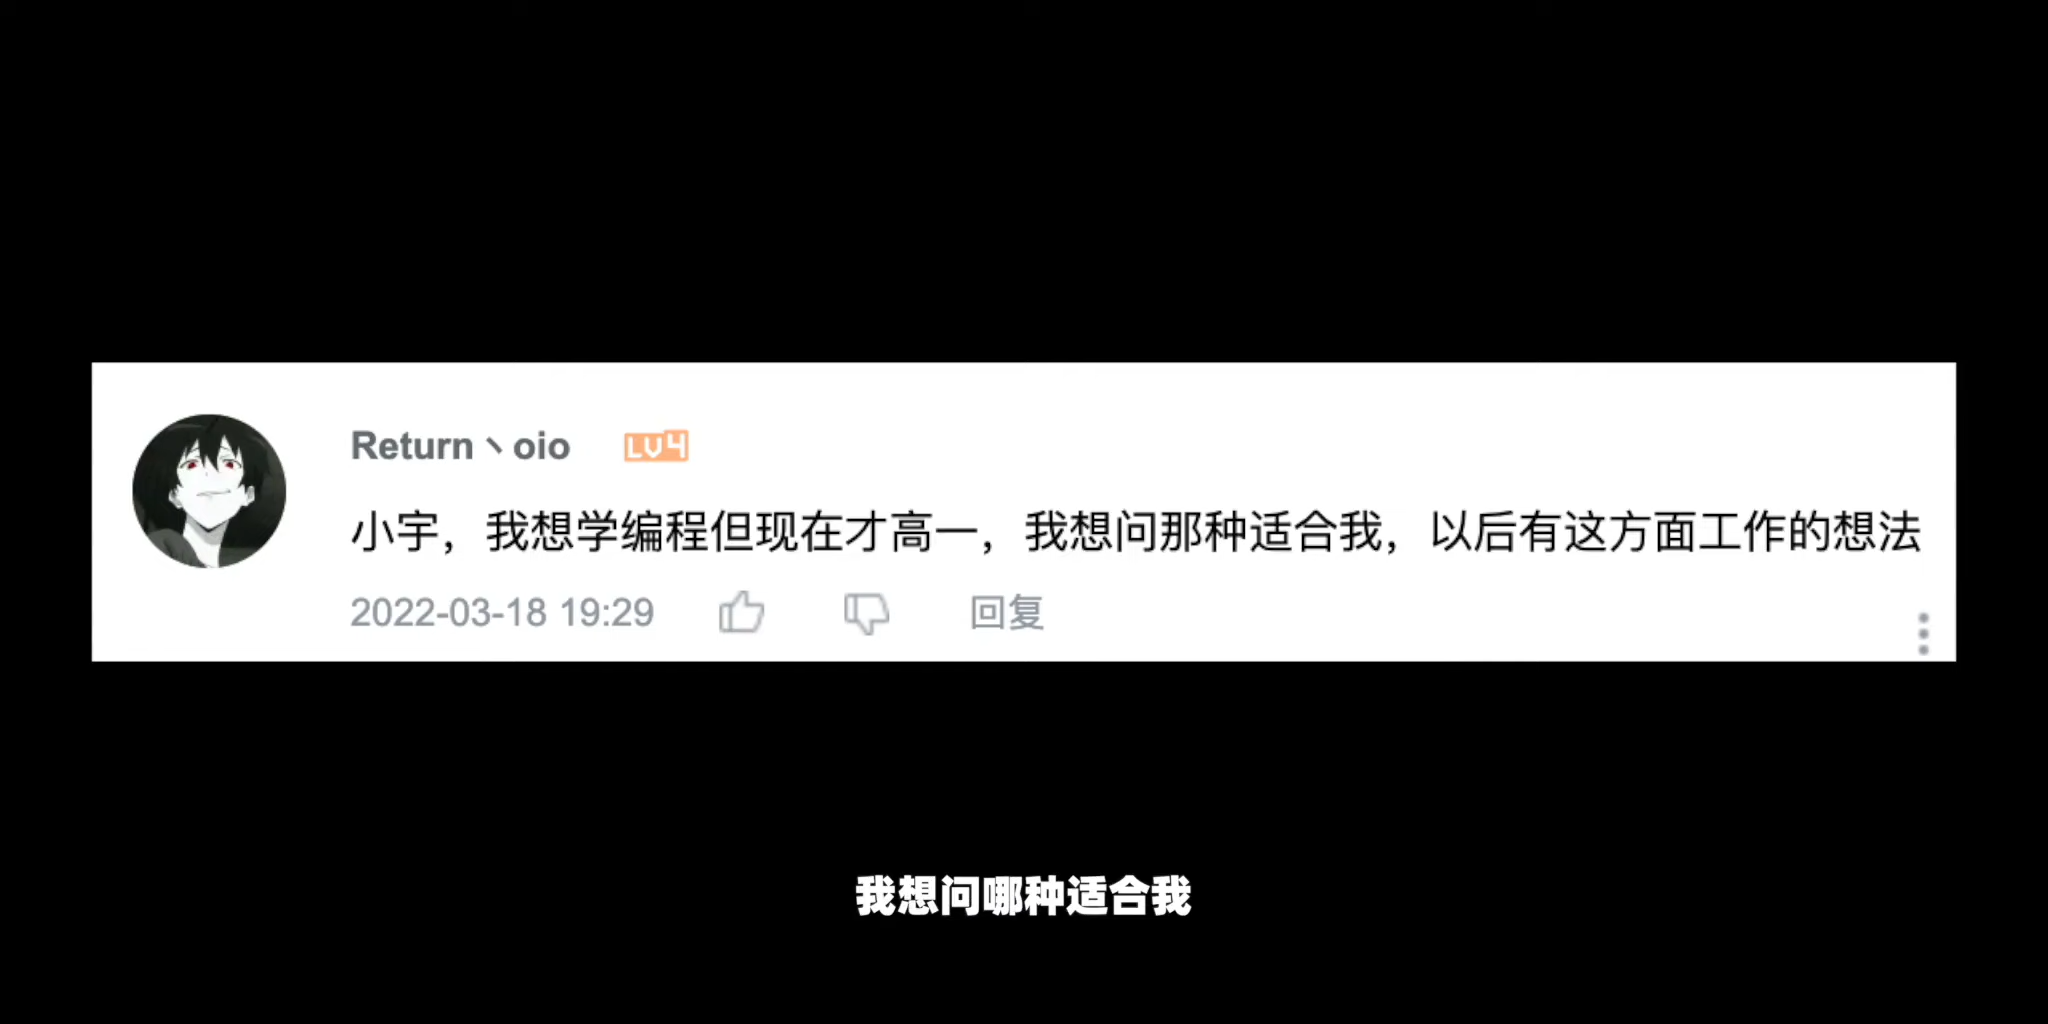 Return丶oio LV4
小宇，我想学编程但现在才高一，我想问那种适合我，以后有这方面工作的想法
2022-03-18 19:29 回复
我想问哪种适合我